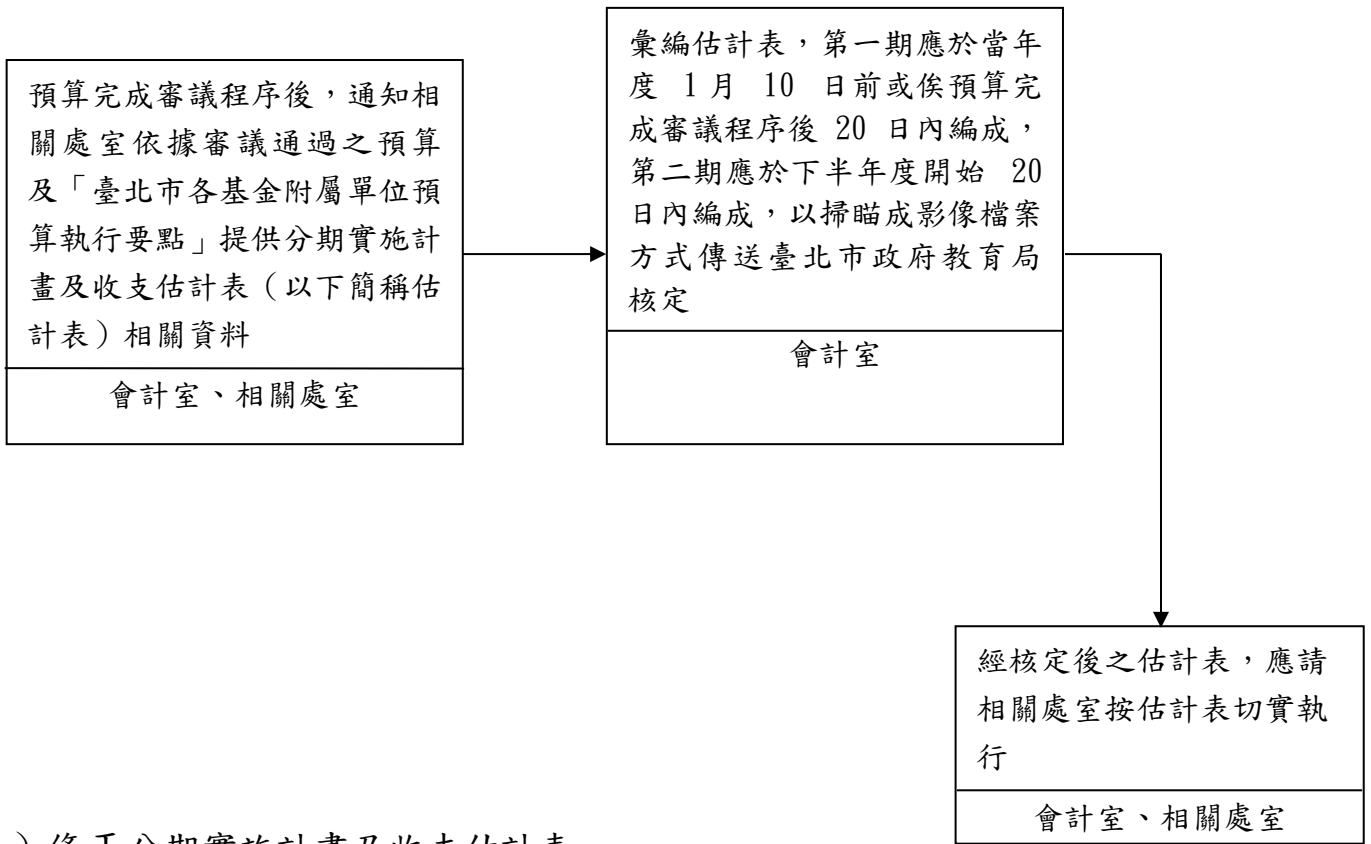 預算完成審議程序後，通知相
關處室依據審議通過之預算
及「臺北市各基金附屬單位預
算執行要點」提供分期實施計
畫及收支估計表（以下簡稱估
計表）相關資料
會計室、相關處室
彙編估計表，第一期應於當年
度 1月 10 日前或俟預算完
成審議程序後 20 日內編成，
第二期應於下半年度開始 20
日內編成，以掃瞄成影像檔案
方式傳送臺北市政府教育局
核定
會計室
經核定後之估計表，應請
相關處室按估計表切實執
行
會計室、相關處室